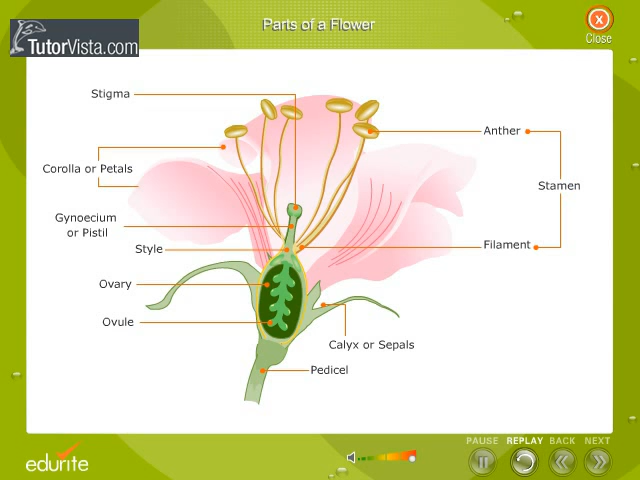 Parts of a Flower
Close
TutorVista.com
Stigma
Anther
Corolla or Petals
Stamen
Gynoecium
or Pistil
Style
Filament
Ovary
Ovule
Calyx or Sepals
Pedicel
PAUSE REPLAY BACK NEXT
edurite